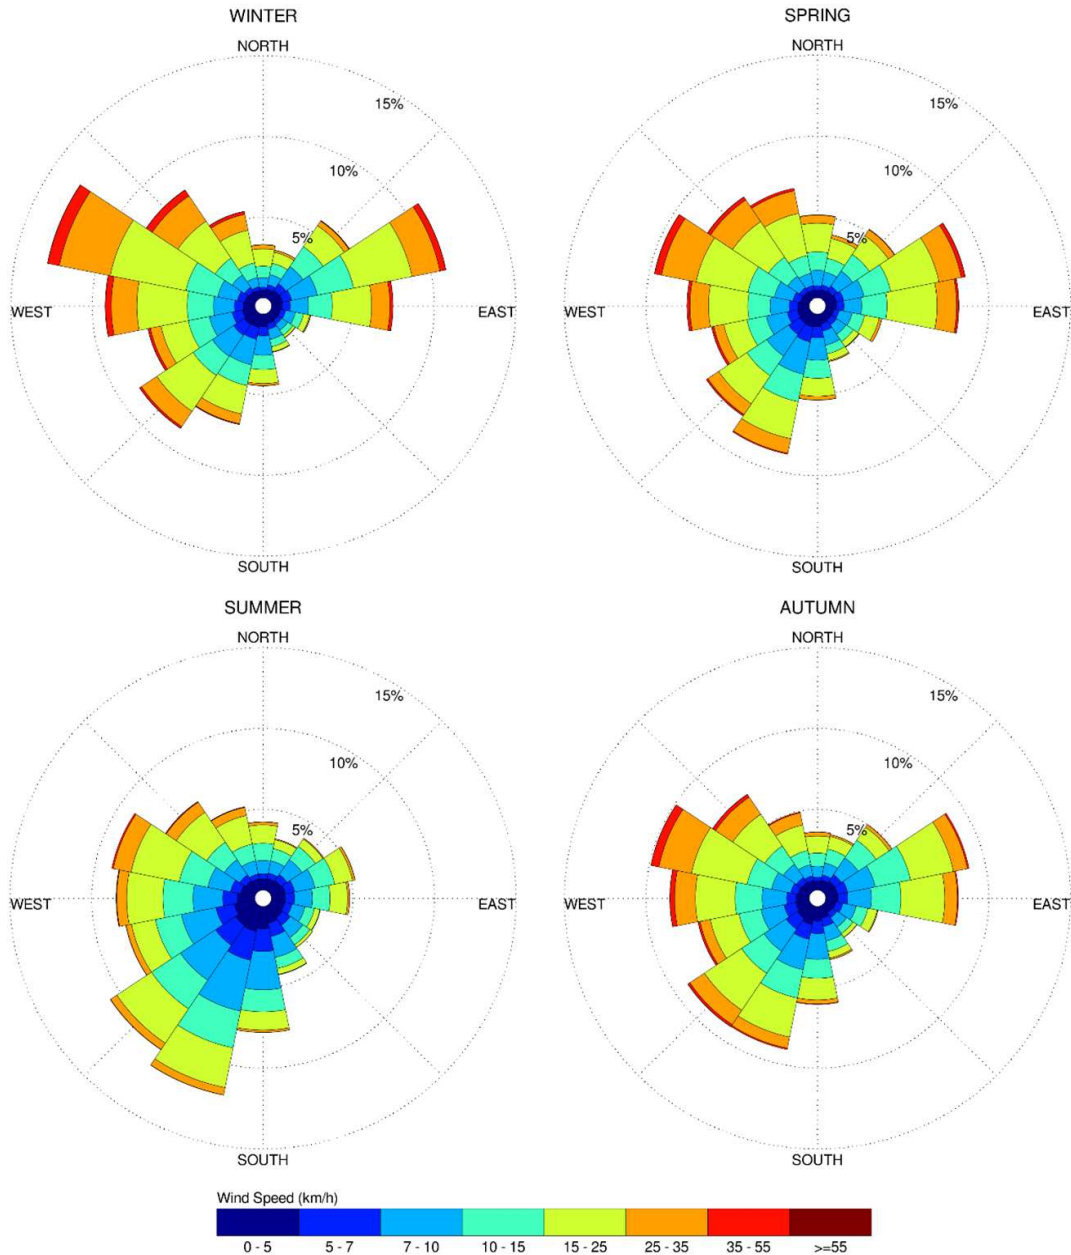 WINTER
NORTH
15%
10%
5%
WEST
EAST
SOUTH
SPRING
NORTH
15%
10%
5%
WEST
EAST
SOUTH
SUMMER
NORTH
15%
10%
5%
WEST
EAST
SOUTH
AUTUMN
NORTH
15%
10%
5%
WEST
EAST
SOUTH
Wind Speed (km/h)
0 - 5 5 - 7 7 - 10 10 - 15 15 - 25 25 - 35 35 - 55 >=55